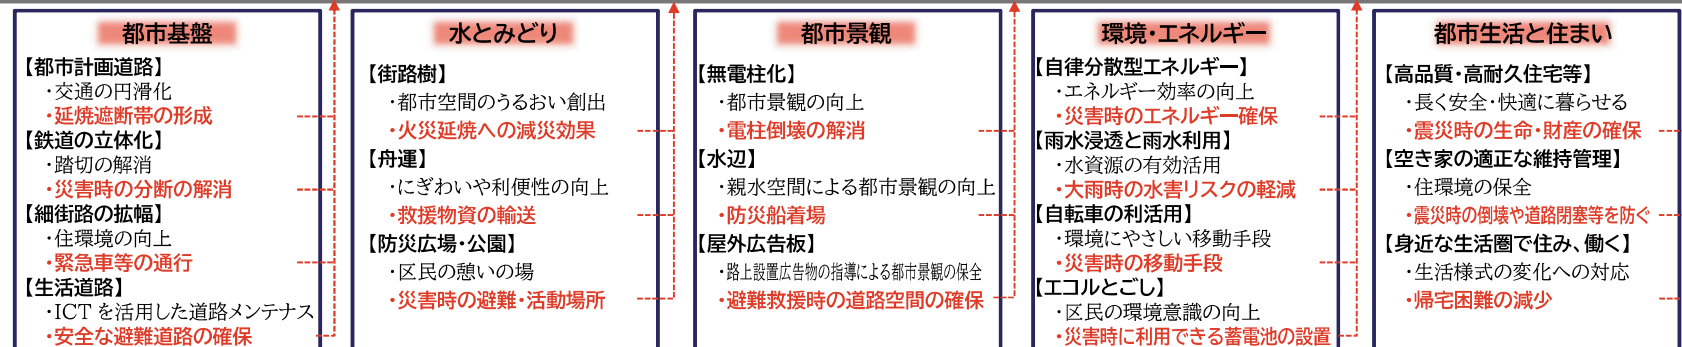 都市基盤
【都市計画道路】
・交通の円滑化
・延焼遮断帯の形成
【鉄道の立体化】
・踏切の解消
・災害時の分断の解消
【細街路の拡幅】
・住環境の向上
・緊急車等の通行
【生活道路】
・ICTを活用した道路メンテナス
・安全な避難道路の確保
水とみどり
【街路樹】
・都市空間のうるおい創出
・火災延焼への減災効果
【舟運】
・にぎわいや利便性の向上
・救援物資の輸送
【防災広場・公園】
・区民の憩いの場
・災害時の避難・活動場所
都市景観
【無電柱化】
・都市景観の向上
・電柱倒壊の解消
【水辺】
・親水空間による都市景観の向上
・防災船着場
【屋外広告板】
・路上設置広告物の指導による都市景観の保全
・避難救援時の道路空間の確保
環境・エネルギー
【自律分散型エネルギー】
・エネルギー効率の向上
・災害時のエネルギー確保
【雨水浸透と雨水利用】
・水資源の有効活用
・大雨時の水害リスクの軽減
【自転車の利活用】
・環境にやさしい移動手段
・災害時の移動手段
【エコルとごし】
・区民の環境意識の向上
・災害時に利用できる蓄電池の設置
都市生活と住まい
【高品質・高耐久住宅等】
・長く安全・快適に暮らせる
・震災時の生命・財産の確保
【空き家の適正な維持管理】
・住環境の保全
・震災時の倒壊や道路閉塞等を防ぐ
【身近な生活圏で住み、働く】
・生活様式の変化への対応
・帰宅困難の減少